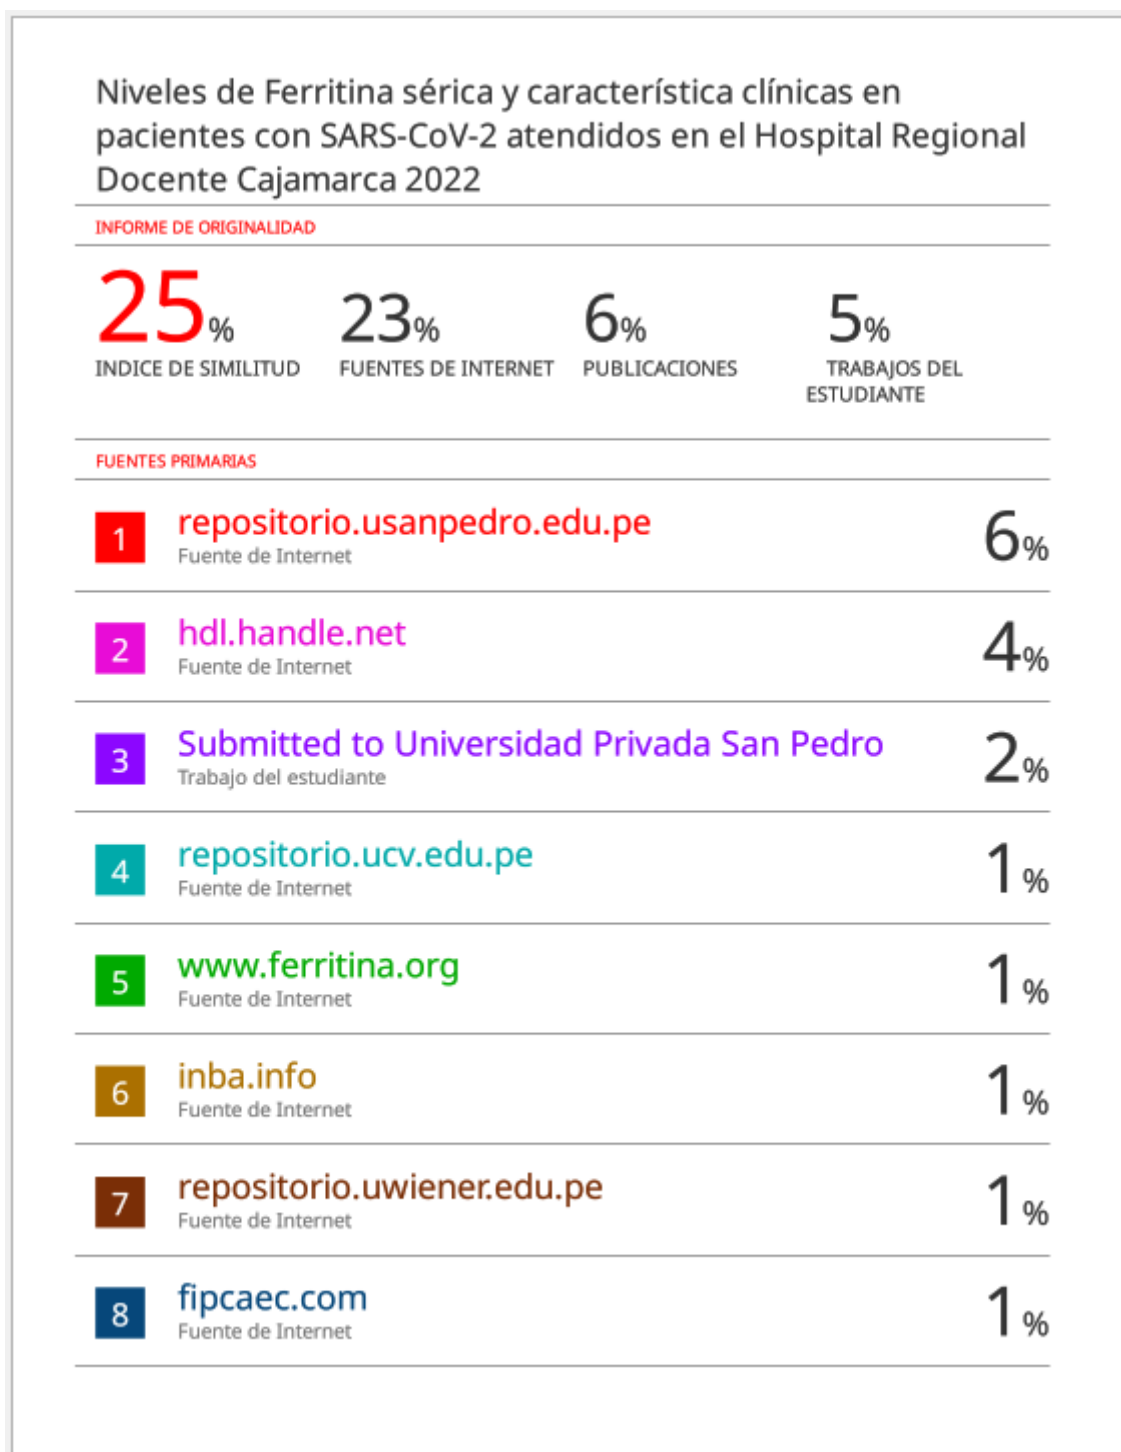 Niveles de Ferritina sérica y característica clínicas en
pacientes con SARS-CoV-2 atendidos en el Hospital Regional
Docente Cajamarca 2022
INFORME DE ORIGINALIDAD
25% 23% 6% 5%
INDICE DE SIMILITUD FUENTES DE INTERNET PUBLICACIONES TRABAJOS DEL
ESTUDIANTE
FUENTES PRIMARIAS
1 repositorio.usanpedro.edu.pe 6%
Fuente de Internet
2 hdl.handle.net 4%
Fuente de Internet
3 Submitted to Universidad Privada San Pedro 2%
Trabajo del estudiante
4 repositorio.ucv.edu.pe 1%
Fuente de Internet
5 www.ferritina.org 1%
Fuente de Internet
6 inba.info 1%
Fuente de Internet
7 repositorio.uwiener.edu.pe 1%
Fuente de Internet
8 fipcaec.com 1%
Fuente de Internet